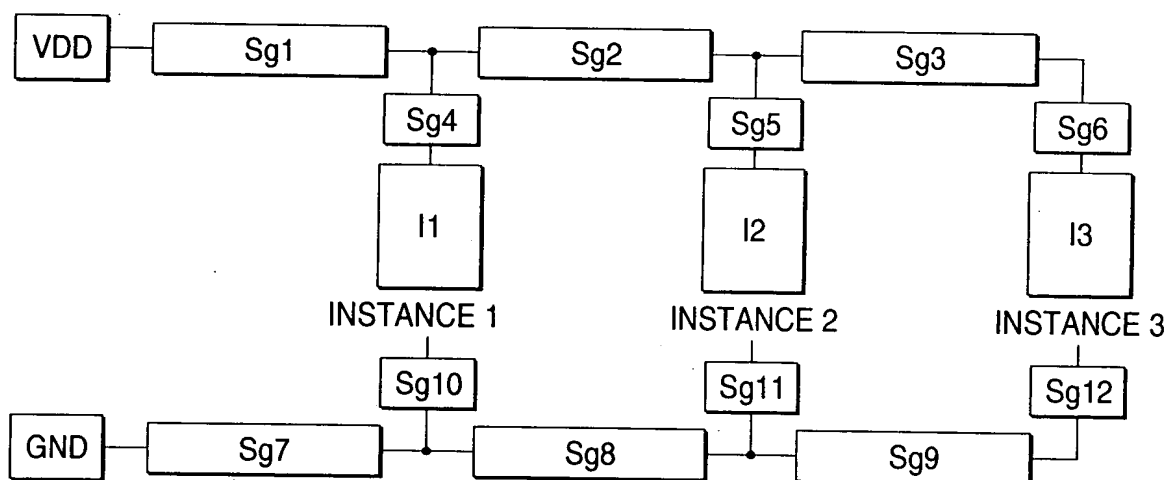 VDD
Sg1
Sg2
Sg3
Sg4
Sg5
Sg6
I1
I2
I3
INSTANCE 1
INSTANCE 2
INSTANCE 3
Sg10
Sg11
Sg12
GND
Sg7
Sg8
Sg9